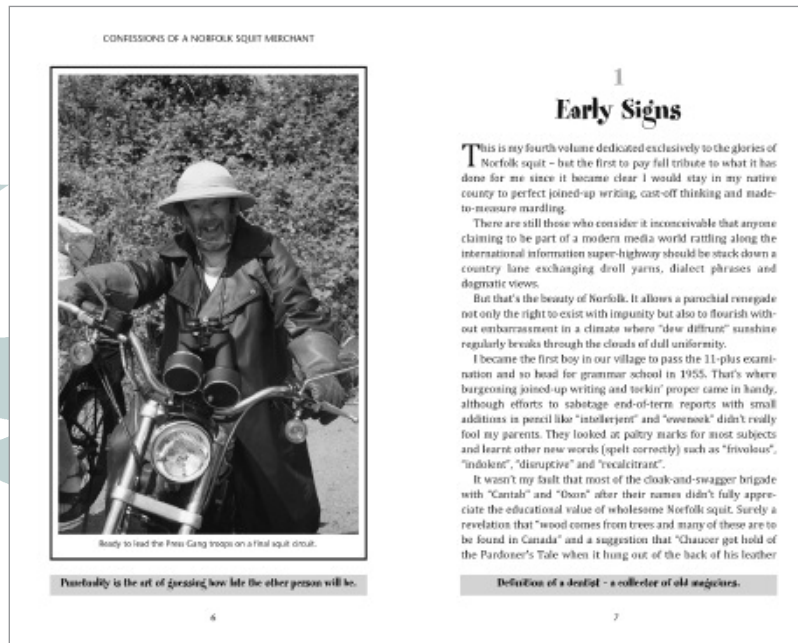 CONFESSIONS OF A NORFOLK SQUIT MERCHANT
Ready to lead the Press Gang troops on a final squit circuit.
Punctuality is the art of guessing how late the other person will be.
6
1
Early Signs
This is my fourth volume dedicated exclusively to the glories of
Norfolk squit – but the first to pay full tribute to what it has
done for me since it became clear I would stay in my native
county to perfect joined-up writing, cast-off thinking and made-
to-measure mardling.
There are still those who consider it inconceivable that anyone
claiming to be part of a modern media world rattling along the
international information super-highway should be stuck down a
country lane exchanging droll yarns, dialect phrases and
dogmatic views.
But that's the beauty of Norfolk. It allows a parochial renegade
not only the right to exist with impunity but also to flourish with-
out embarrassment in a climate where "dew diffrunt" sunshine
regularly breaks through the clouds of dull uniformity.
I became the first boy in our village to pass the 11-plus exami-
nation and so head for grammar school in 1955. That's where
burgeoning joined-up writing and torkin' proper came in handy,
although efforts to sabotage end-of-term reports with small
additions in pencil like "intellerjent" and "eweneek" didn't really
fool my parents. They looked at paltry marks for most subjects
and learnt other new words (spelt correctly) such as "frivolous",
"indolent", "disruptive" and "recalcitrant".
It wasn't my fault that most of the cloak-and-swagger brigade
with "Cantab" and "Oxon" after their names didn't fully appre-
ciate the educational value of wholesome Norfolk squit. Surely a
revelation that "wood comes from trees and many of these are to
be found in Canada" and a suggestion that "Chaucer got hold of
the Pardoner's Tale when it hung out of the back of his leather
Definition of a dentist – a collector of old magazines.
7